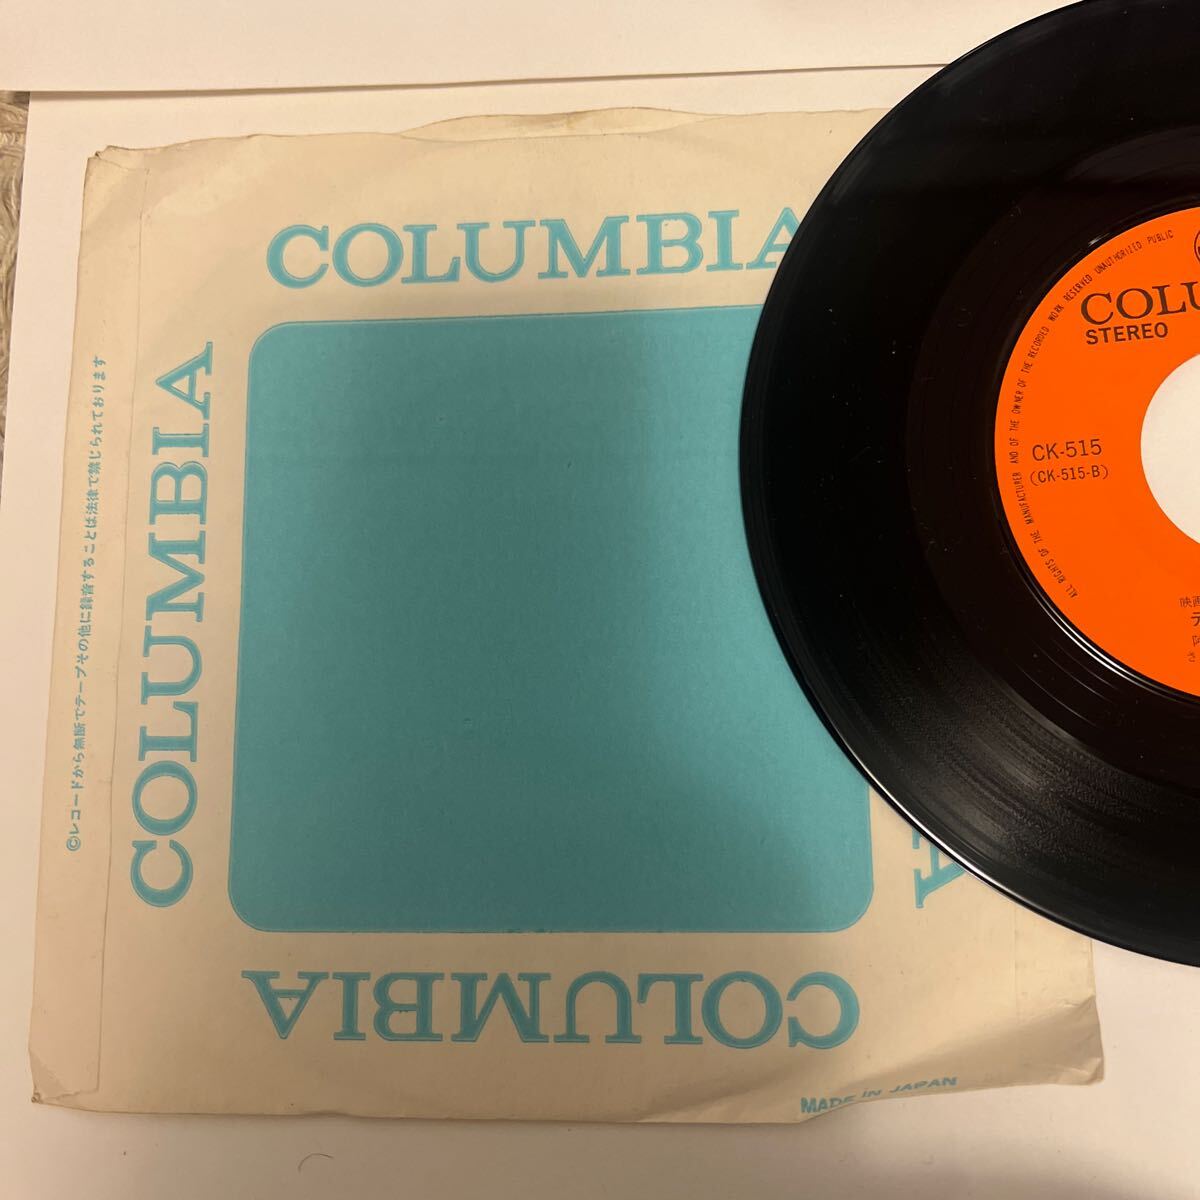 COLUMBIA
COLUMBIA
COLUMBIA
A
©レコードから無断でテープその他に録音することは法律で禁じられております
MADE IN JAPAN
ALL RIGHTS OF THE MANUFACTURER AND OF THE OWNER OF THE RECORDED WORK RESERVED UNAUTHORIZED PUBLIC
COLU
STEREO
CK-515
(CK-515-B)
映画
テ
さ